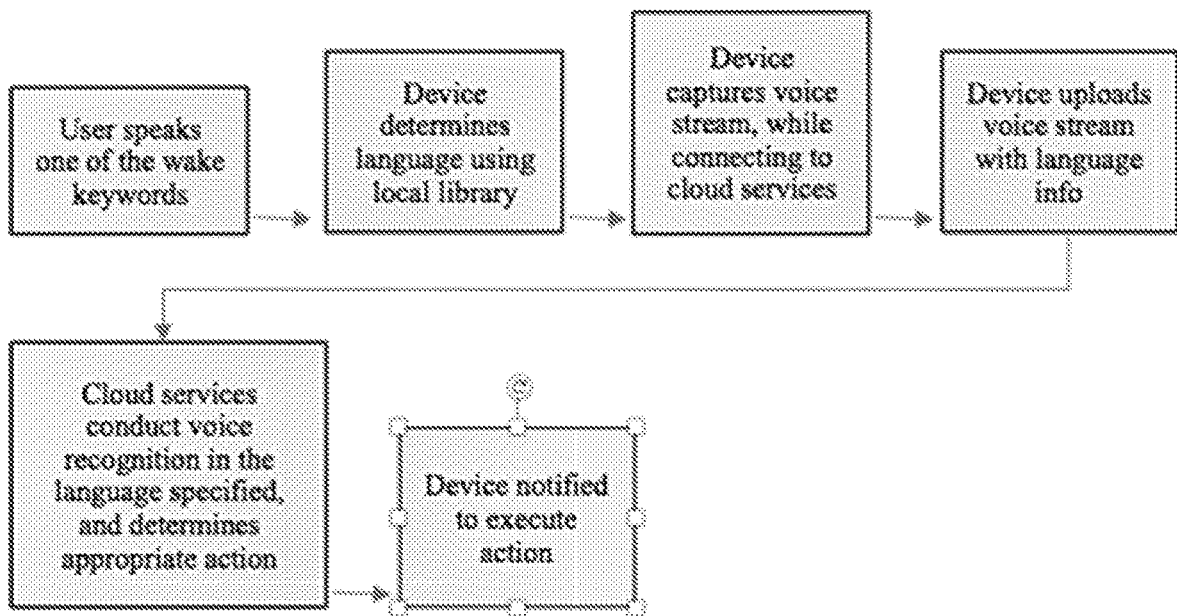 User speaks
one of the wake
keywords
Device
determines
language using
local library
Device
captures voice
stream, while
connecting to
cloud services
Device uploads
voice stream
with language
info
Cloud services
conduct voice
recognition in the
language specified,
and determines
appropriate action
Device notified
to execute
action